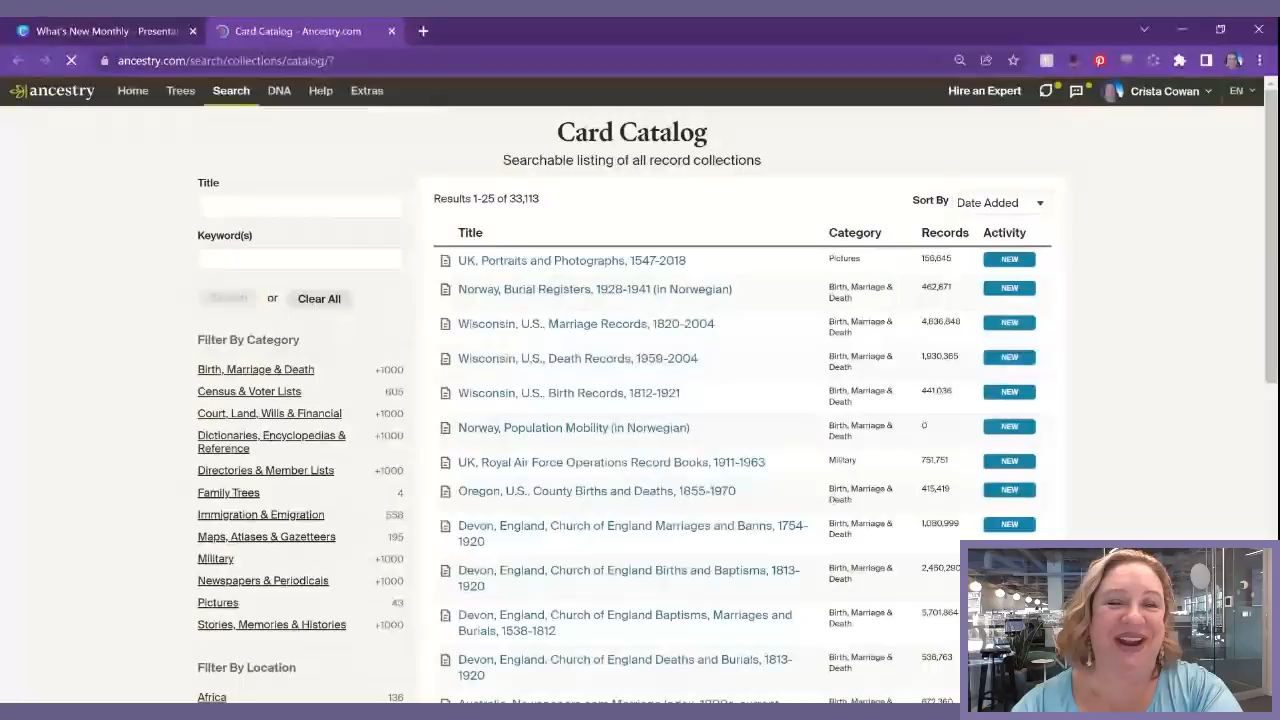 What's New Monthly - Presenta
Card Catalog - Ancestry.com
ancestry.com/search/collections/catalog/?
ancestry Home Trees Search DNA Help Extras Hire an Expert Crista Cowan EN
Card Catalog
Searchable listing of all record collections
Title
Results 1-25 of 33,113
Sort By Date Added
Keyword(s)
Search or Clear All
Filter By Category
Birth, Marriage & Death +1000
Census & Voter Lists 605
Court, Land, Wills & Financial +1000
Dictionaries, Encyclopedias &
Reference +1000
Directories & Member Lists +1000
Family Trees 4
Immigration & Emigration 558
Maps, Atlases & Gazetteers 195
Military +1000
Newspapers & Periodicals +1000
Pictures 43
Stories, Memories & Histories +1000
Filter By Location
Africa 136
Title Category Records Activity
UK, Portraits and Photographs, 1547-2018 Pictures 156,645 NEW
Norway, Burial Registers, 1928-1941 (in Norwegian) Birth, Marriage & 462,871 NEW
Death
Wisconsin, U.S., Marriage Records, 1820-2004 Birth, Marriage & 4,836,848 NEW
Death
Wisconsin, U.S., Death Records, 1959-2004 Birth, Marriage & 1,930,365 NEW
Death
Wisconsin, U.S., Birth Records, 1812-1921 Birth, Marriage & 441,036 NEW
Death
Norway, Population Mobility (in Norwegian) Birth, Marriage & 0 NEW
Death
UK, Royal Air Force Operations Record Books, 1911-1963 Military 751,751 NEW
Oregon, U.S., County Births and Deaths, 1855-1970 Birth, Marriage & 415,419 NEW
Death
Devon, England, Church of England Marriages and Banns, 1754- Birth, Marriage & 1,080,999 NEW
1920 Death
Devon, England, Church of England Births and Baptisms, 1813- Birth, Marriage &
1920 Death
Devon, England, Church of England Baptisms, Marriages and Birth, Marriage & 5,701,864
Burials, 1538-1812 Death
Devon, England, Church of England Deaths and Burials, 1813- Birth, Marriage & 536,763
1920 Death